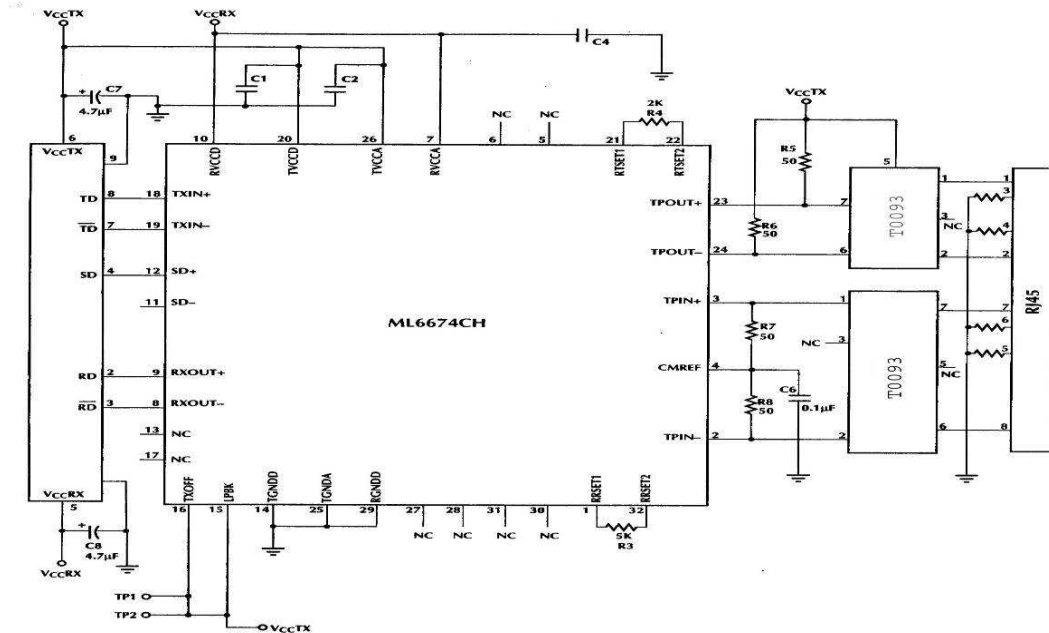 VCCTX
VCCRX
C4
C1
C2
+ C7
4.7µF
2K
R4
VCCTX
NC
NC
6
10
20
26
7
6
5
21
22
VCCTX
9
RVCCD
TVCCD
TVCCA
RVCCA
RTSET1
RTSET2
R5
50
5
TD 8 18 TXIN+
TD 7 19 TXIN–
SD 4 12 SD+
11 SD–
RD 2 9 RXOUT+
RD 3 8 RXOUT–
13 NC
17 NC
ML6674CH
TPOUT+ 23
R6
50
TPOUT– 24
TPIN+ 3
R7
50
CMREF 4
C6
0.1µF
R8
50
TPIN– 2
7
6
T0093
1
3
NC
2
1
3
4
2
1
NC 3
2
T0093
7
5
NC
6
7
6
5
8
RJ45
VCCRX
5
+
C8
4.7µF
VCCRX
TXOFF
LPBK
TGNDD
TGNDA
RGNDD
RRSET1
RRSET2
16
15
14
25
29
27
28
31
30
1
32
NC
NC
NC
NC
5K
R3
TP1
TP2
VCCTX